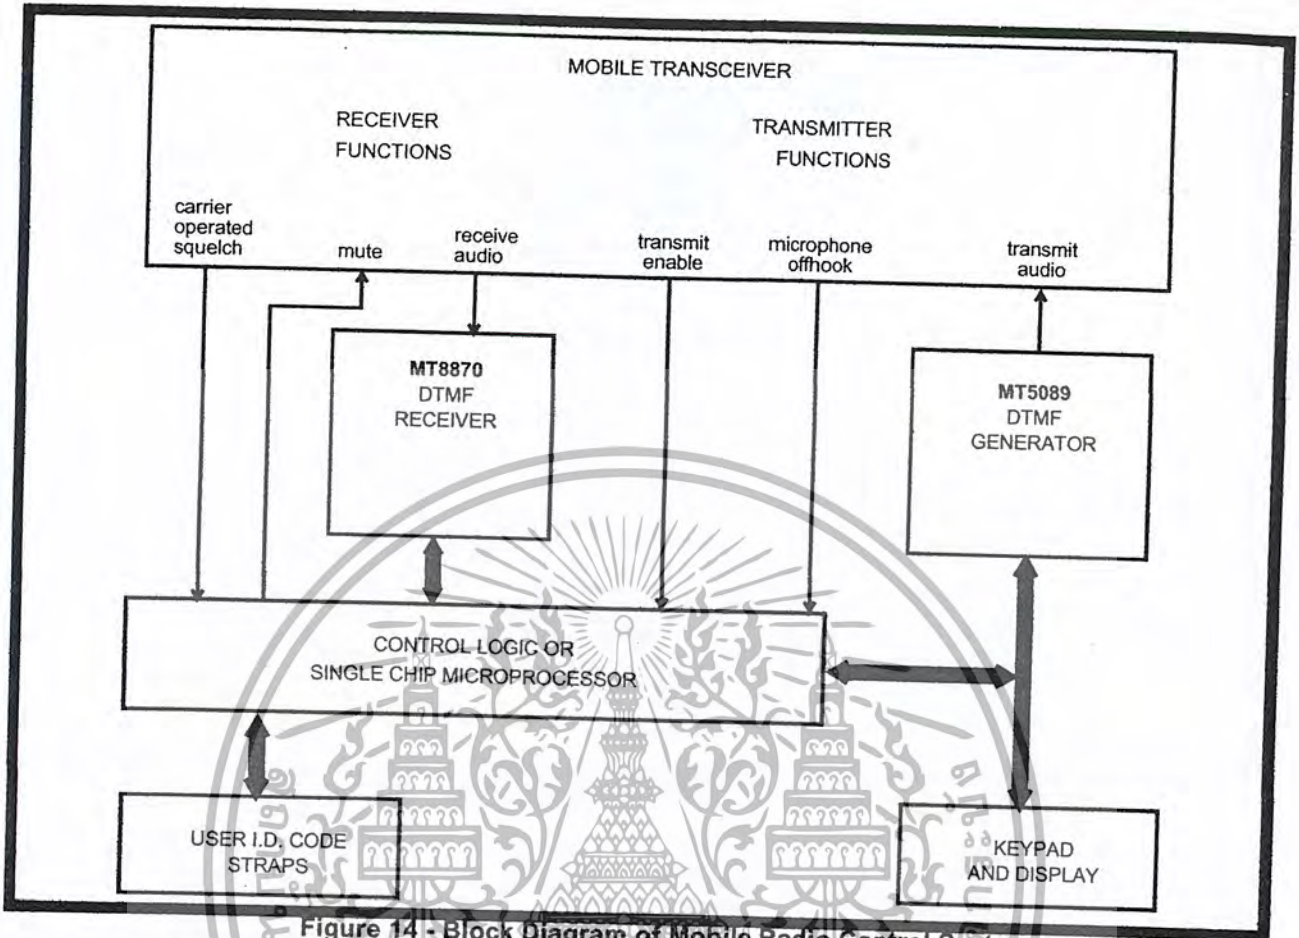 MOBILE TRANSCEIVER
RECEIVER
FUNCTIONS
TRANSMITTER
FUNCTIONS
carrier
operated
squelch
mute
receive
audio
transmit
enable
microphone
offhook
transmit
audio
MT8870
DTMF
RECEIVER
MT5089
DTMF
GENERATOR
CONTROL LOGIC OR
SINGLE CHIP MICROPROCESSOR
USER I.D. CODE
STRAPS
KEYPAD
AND DISPLAY
Figure 14 - Block Diagram of Mobile Radio Control